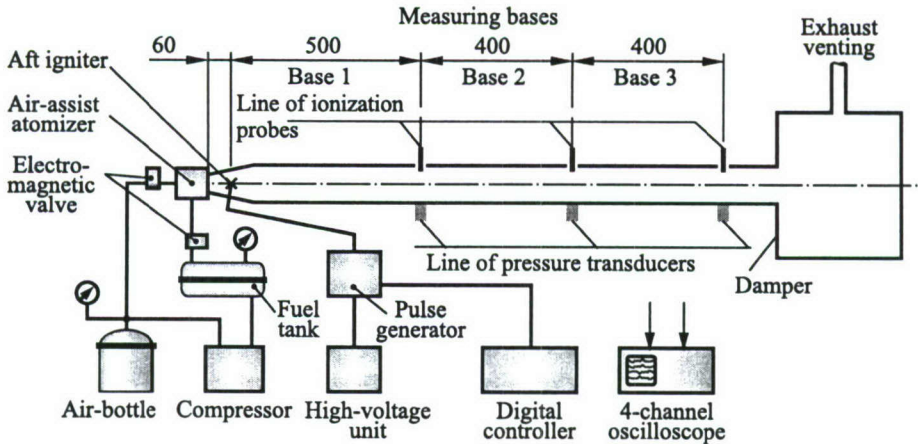 Measuring bases
60
500
400
400
Exhaust
venting
Aft igniter
Base 1
Base 2
Base 3
Line of ionization
probes
Air-assist
atomizer
Electro-
magnetic
valve
Line of pressure transducers
Damper
Fuel
tank
Pulse
generator
Air-bottle
Compressor
High-voltage
unit
Digital
controller
4-channel
oscilloscope